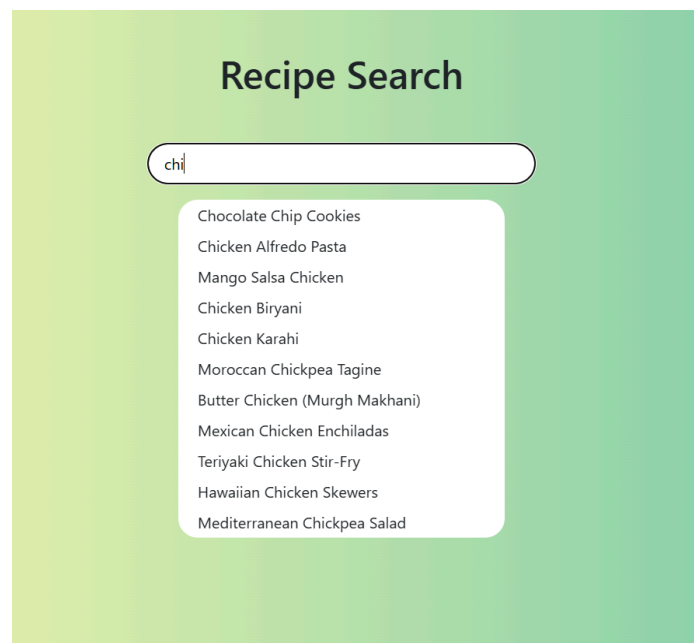 Recipe Search
chi
Chocolate Chip Cookies
Chicken Alfredo Pasta
Mango Salsa Chicken
Chicken Biryani
Chicken Karahi
Moroccan Chickpea Tagine
Butter Chicken (Murgh Makhani)
Mexican Chicken Enchiladas
Teriyaki Chicken Stir-Fry
Hawaiian Chicken Skewers
Mediterranean Chickpea Salad